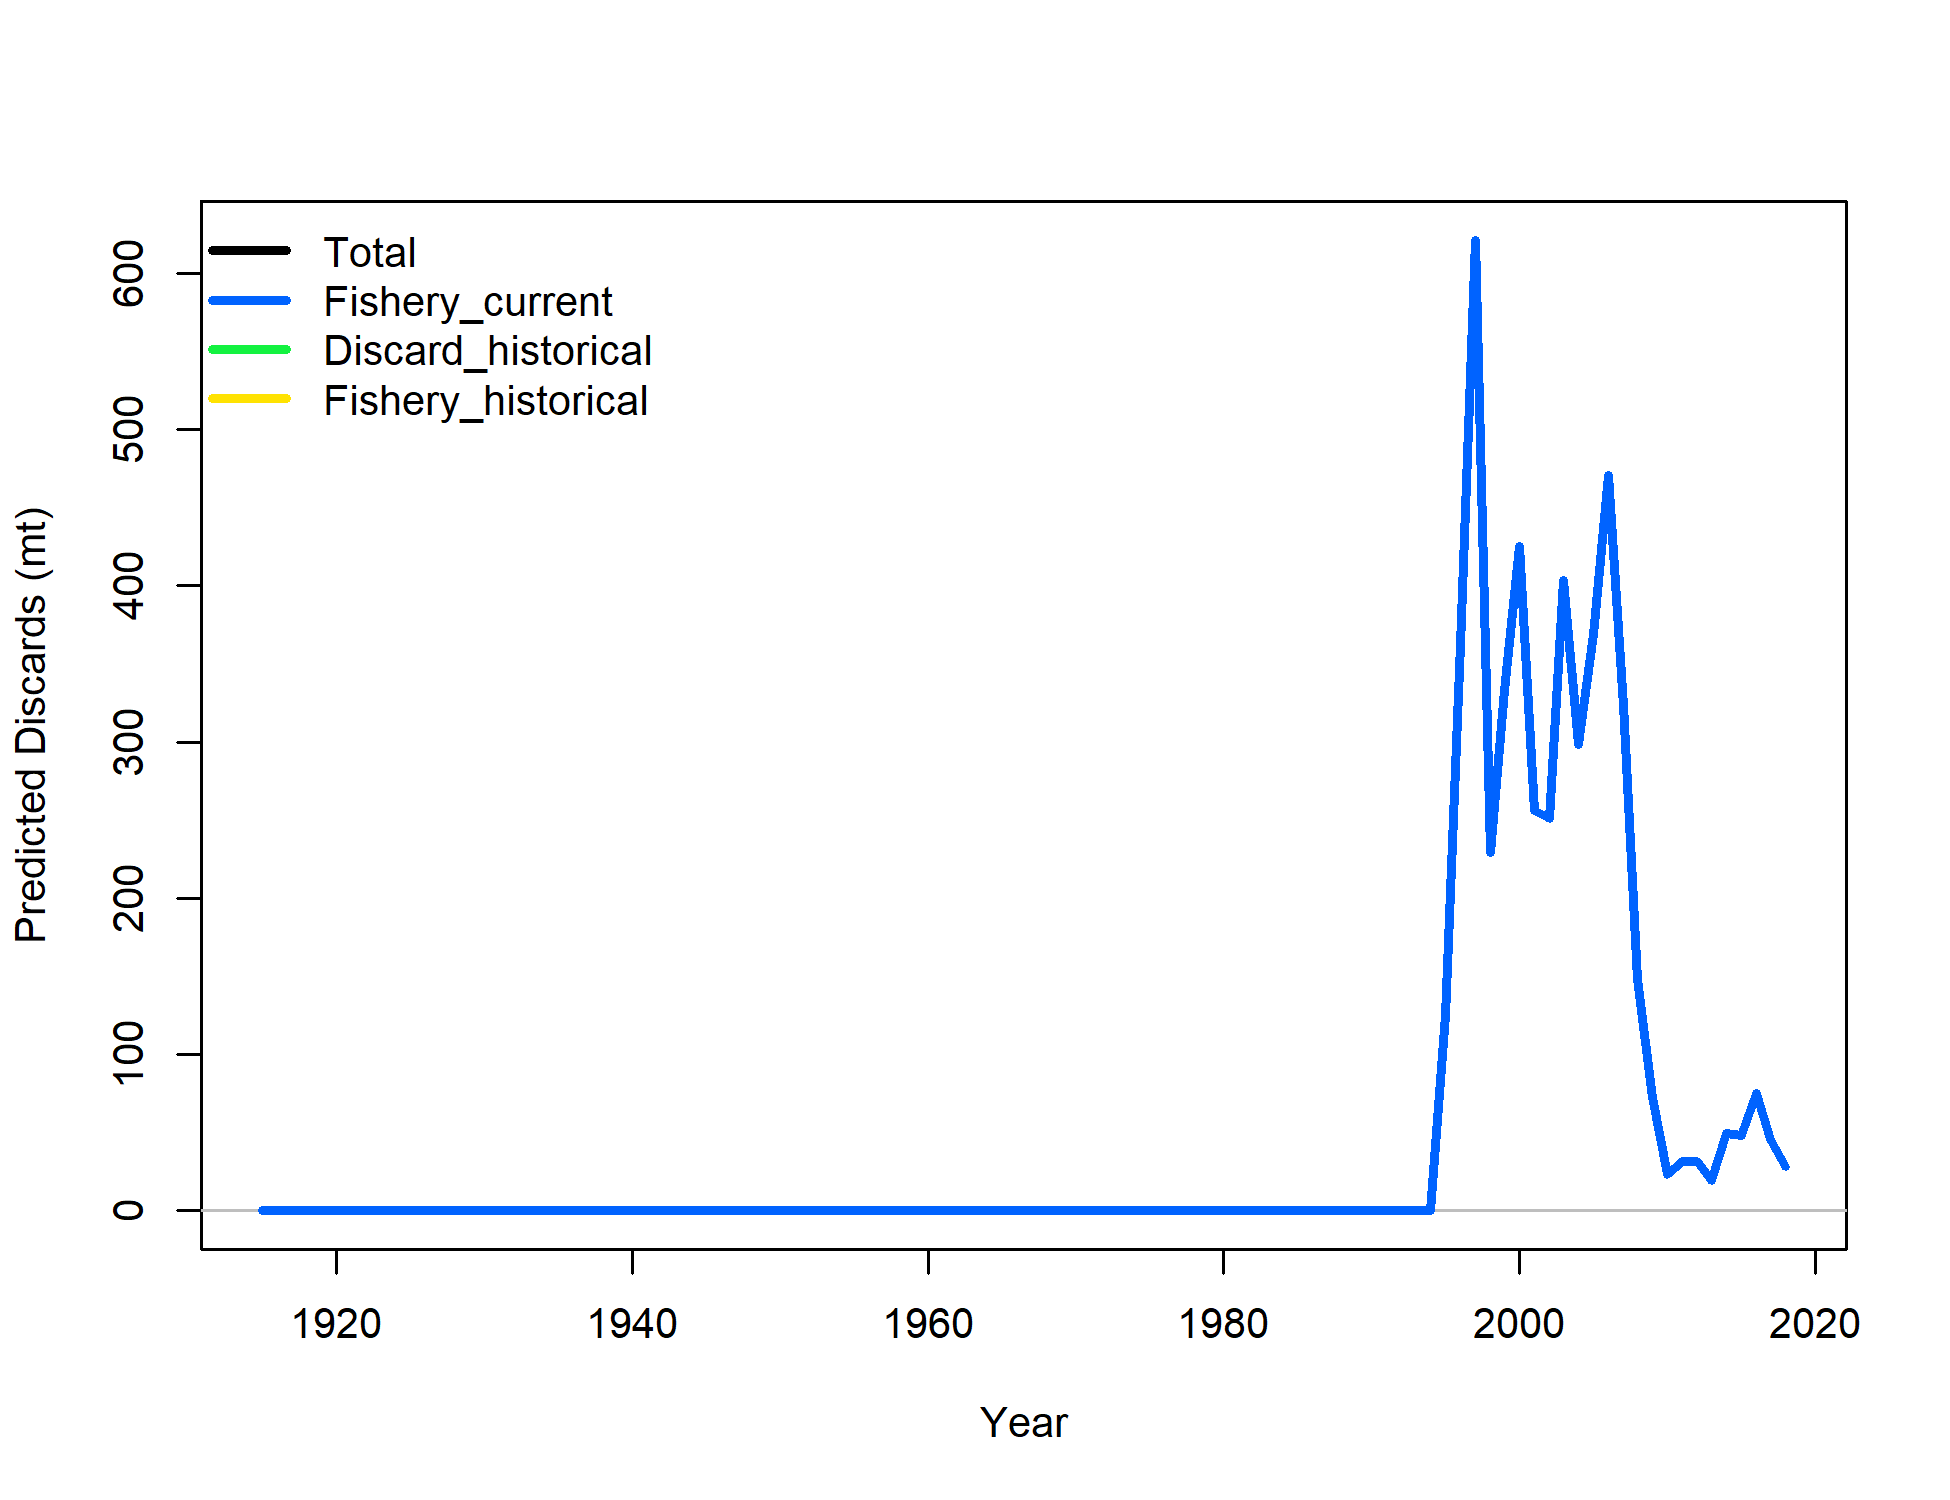 Total
Fishery_current
Discard_historical
Fishery_historical
Predicted Discards (mt)
600
500
400
300
200
100
0
1920 1940 1960 1980 2000 2020
Year